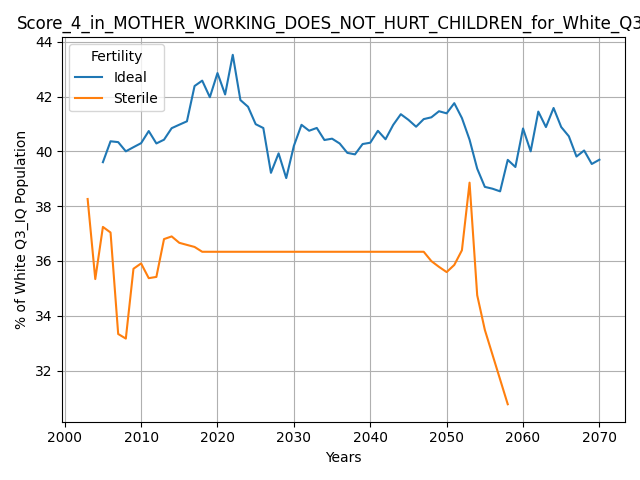 Score_4_in_MOTHER_WORKING_DOES_NOT_HURT_CHILDREN_for_White_Q3
Fertility
Ideal
Sterile
% of White Q3_IQ Population
44
42
40
38
36
34
32
2000
2010
2020
2030
2040
2050
2060
2070
Years